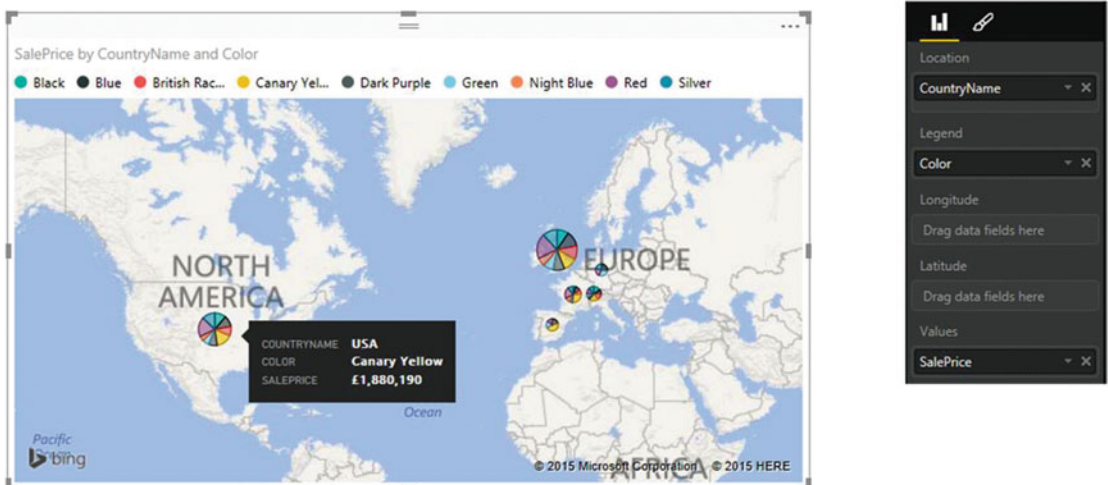 SalePrice by CountryName and Color
Black Blue British Rac... Canary Yel... Dark Purple Green Night Blue Red Silver
NORTH
AMERICA
EUROPE
COUNTRYNAME USA
COLOR Canary Yellow
SALEPRICE £1,880,190
Ocean
Pacific
Ocean
bing
AFRICA
© 2015 Microsoft Corporation © 2015 HERE
Location
CountryName
Legend
Color
Longitude
Drag data fields here
Latitude
Drag data fields here
Values
SalePrice